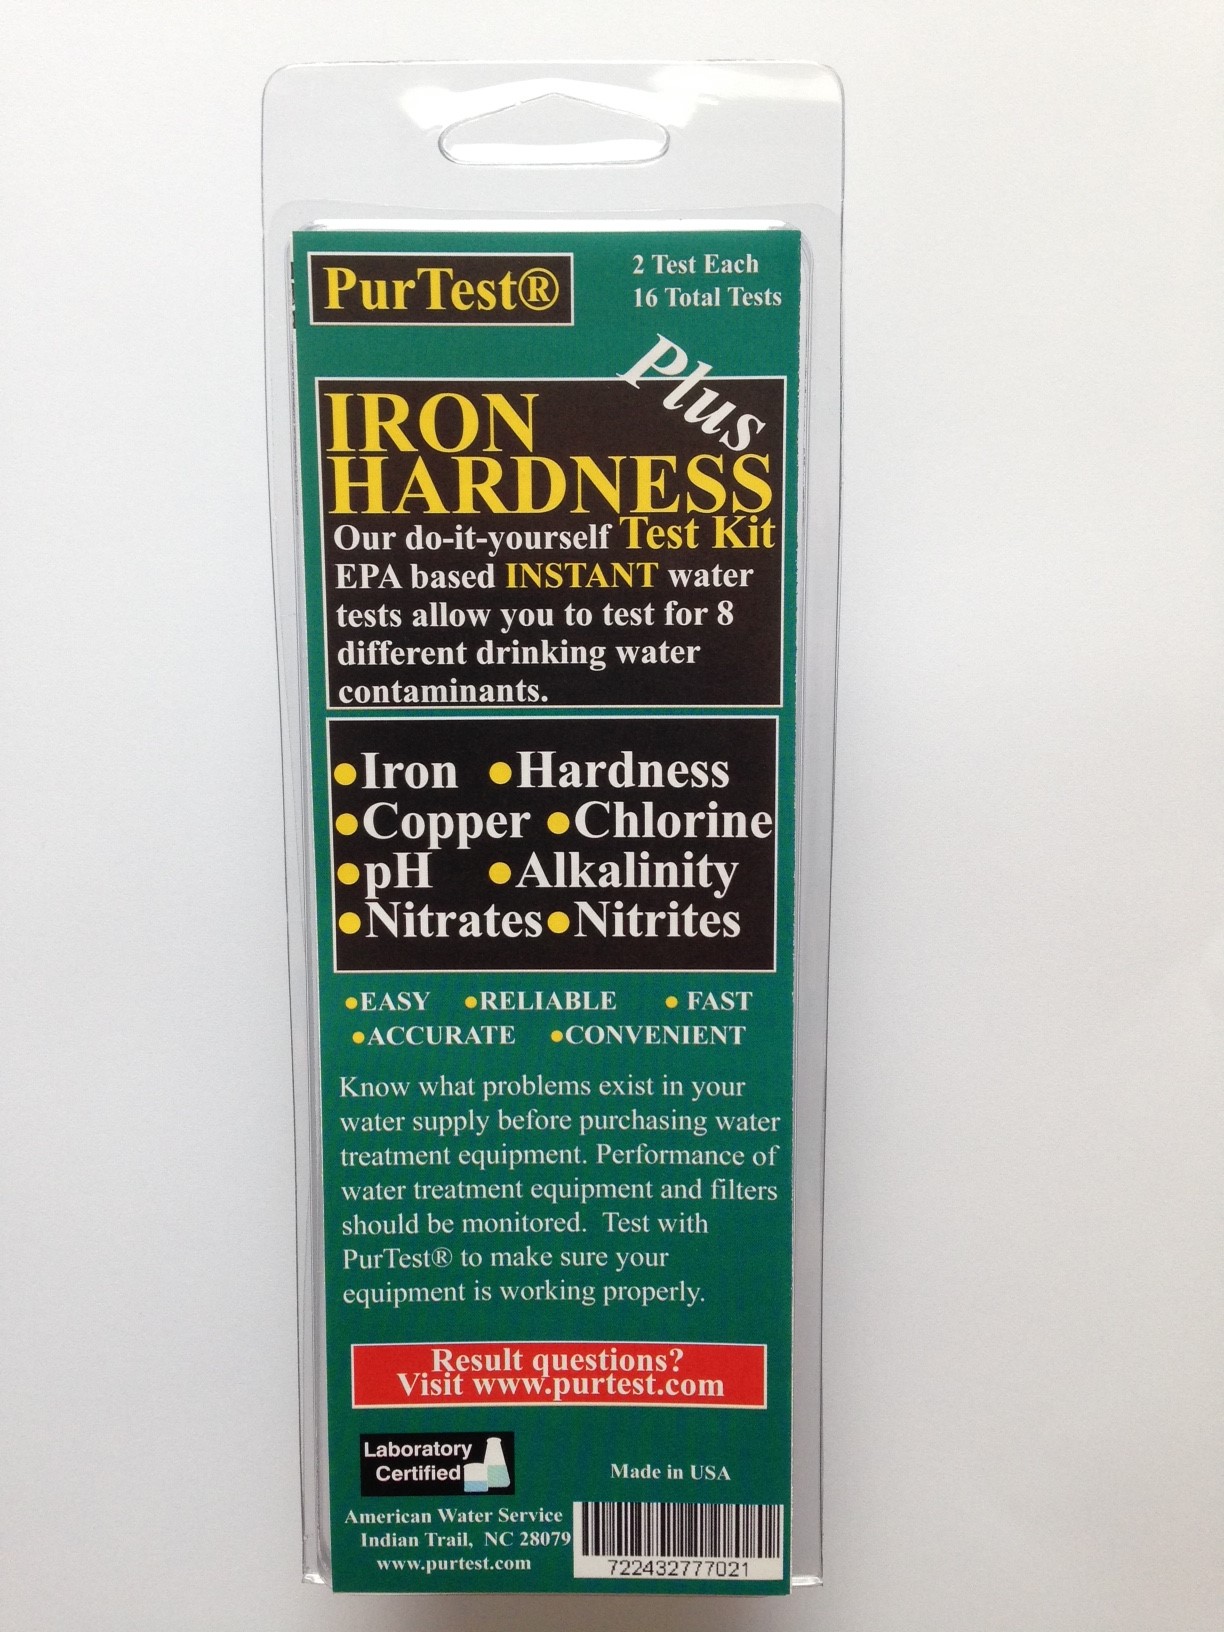 PurTest®
2 Test Each
16 Total Tests
Plus
IRON
HARDNESS
Our do-it-yourself Test Kit
EPA based INSTANT water
tests allow you to test for 8
different drinking water
contaminants.
•Iron •Hardness
•Copper •Chlorine
•pH •Alkalinity
•Nitrates •Nitrites
•EASY •RELIABLE • FAST
•ACCURATE •CONVENIENT
Know what problems exist in your
water supply before purchasing water
treatment equipment. Performance of
water treatment equipment and filters
should be monitored. Test with
PurTest® to make sure your
equipment is working properly.
Result questions?
Visit www.purtest.com
Laboratory
Certified
Made in USA
American Water Service
Indian Trail, NC 28079
www.purtest.com
722432777021